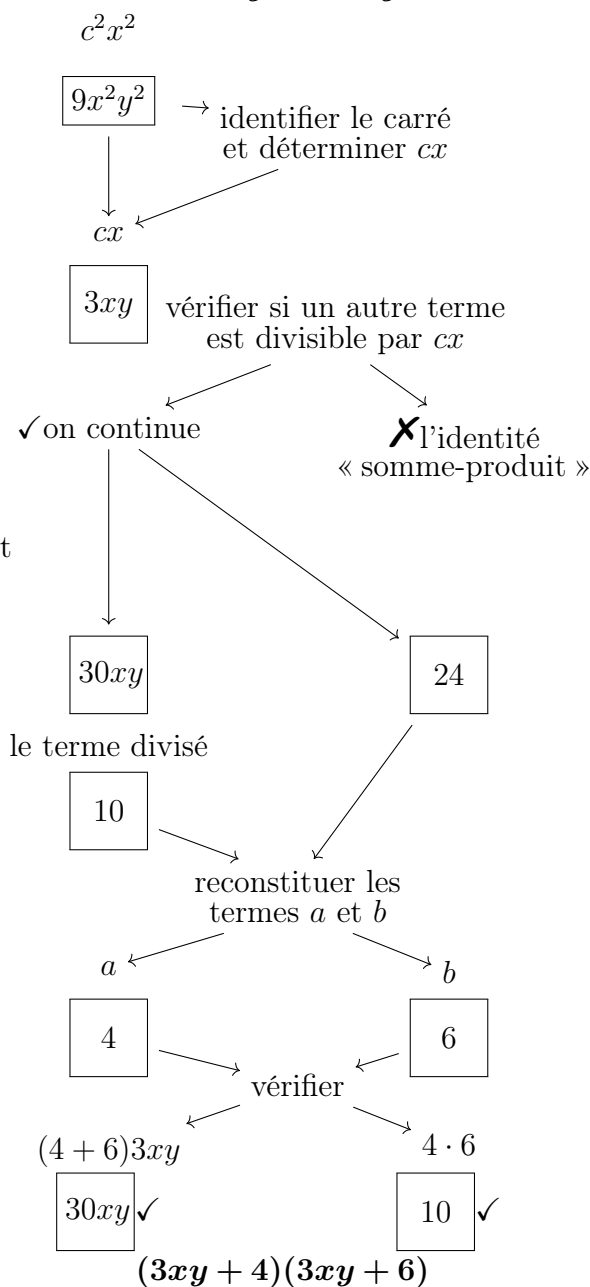 c²x²
9x²y²
identifier le carré
et déterminer cx
cx
3xy
vérifier si un autre terme
est divisible par cx
✓on continue
✗l'identité
« somme-produit »
t
30xy
24
le terme divisé
10
reconstituer les
termes a et b
a
b
4
6
vérifier
(4 + 6)3xy
4 · 6
30xy✓
10 ✓
(3xy + 4)(3xy + 6)